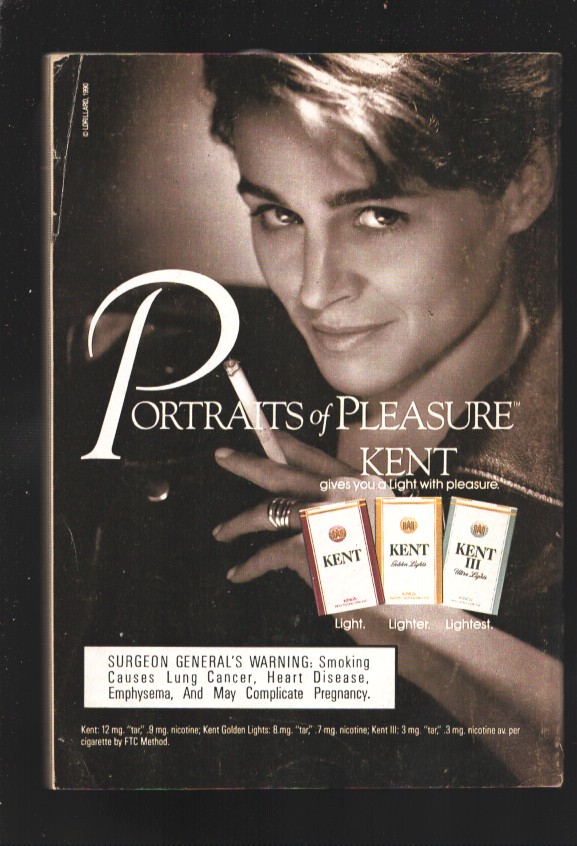 © LORILLARD, 1990
PORTRAITS of PLEASURE™
KENT
gives you a Light with pleasure.
KENT
KENT
Golden Lights
KENT
III
Ultra Lights
Light. Lighter. Lightest.
SURGEON GENERAL'S WARNING: Smoking
Causes Lung Cancer, Heart Disease,
Emphysema, And May Complicate Pregnancy.
Kent: 12 mg. "tar," .9 mg. nicotine; Kent Golden Lights: 8 mg. "tar," .7 mg. nicotine; Kent III: 3 mg. "tar," .3 mg. nicotine av. per
cigarette by FTC Method.